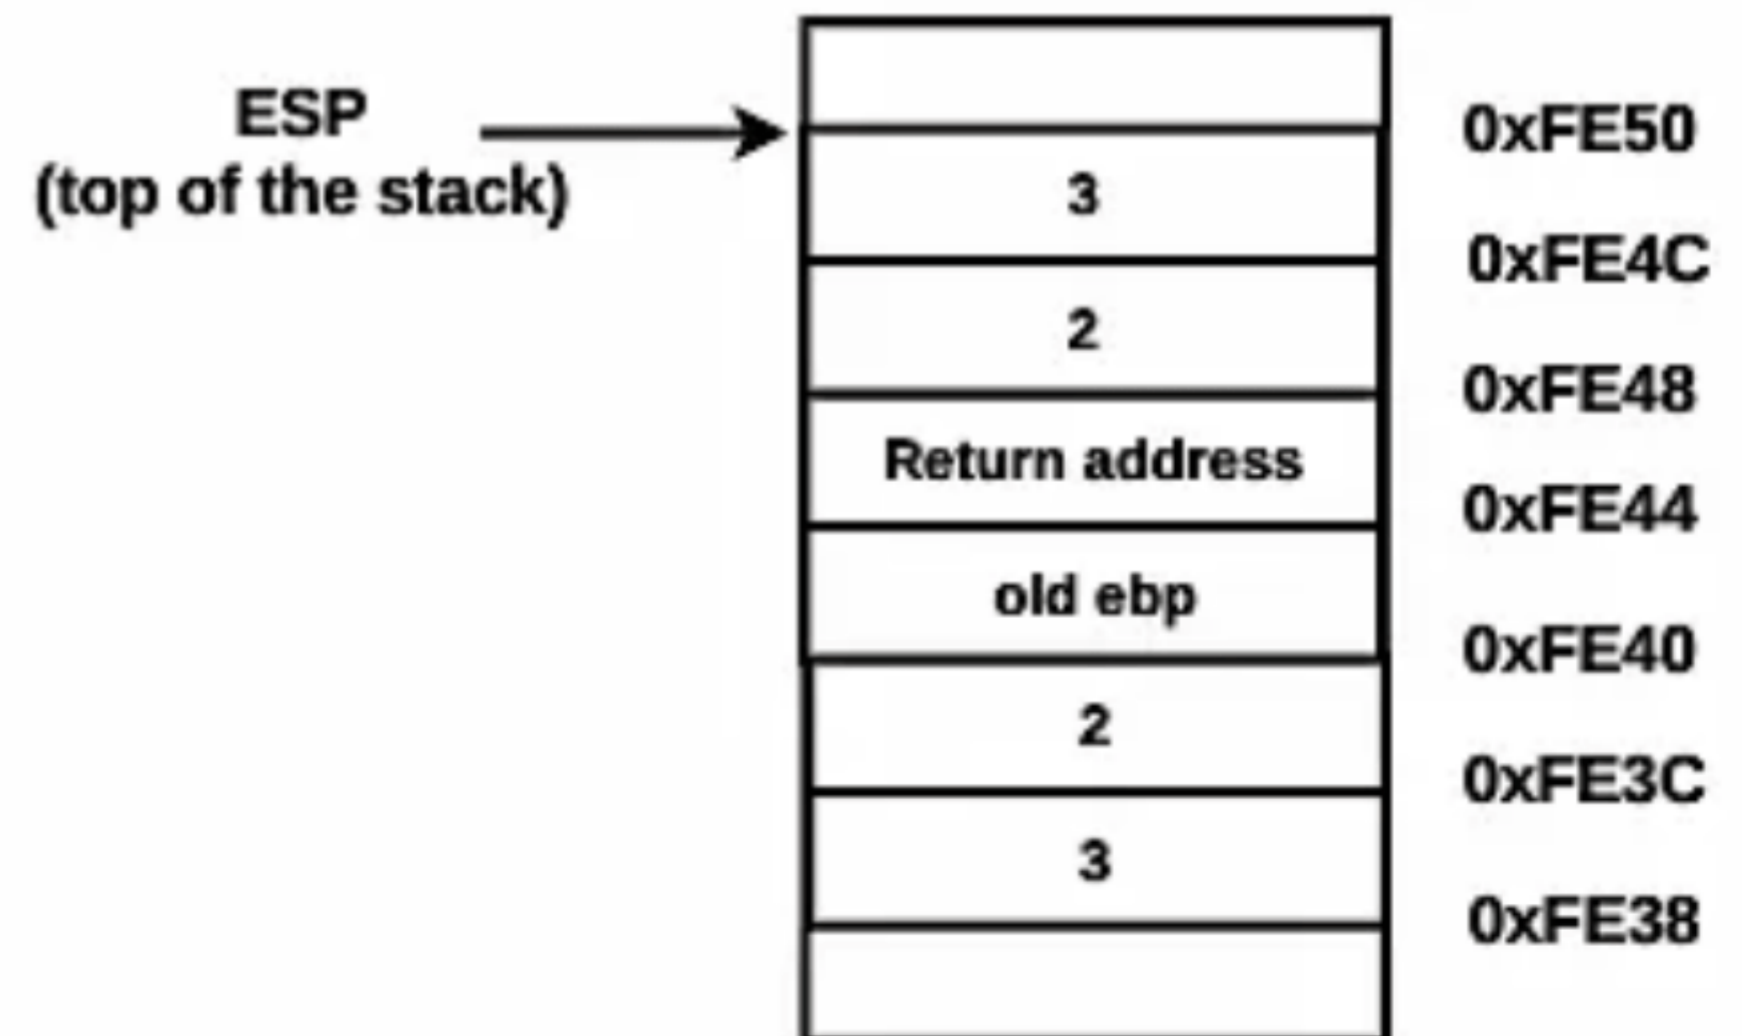 ESP
(top of the stack)
0xFE50
3
0xFE4C
2
0xFE48
Return address
0xFE44
old ebp
0xFE40
2
0xFE3C
3
0xFE38